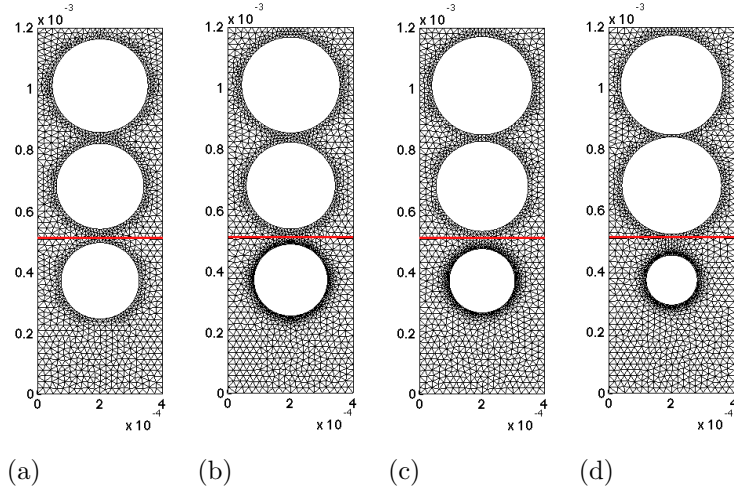 -3 -3 -3 -3
1.2 x 10 1.2 x 10 1.2 x 10 1.2 x 10
1 1 1 1
0.8 0.8 0.8 0.8
0.6 0.6 0.6 0.6
0.4 0.4 0.4 0.4
0.2 0.2 0.2 0.2
0 0 0 0
0 2 4 0 2 4 0 2 4 0 2 4
-4 -4 -4 -4
x 10 x 10 x 10 x 10
(a) (b) (c) (d)